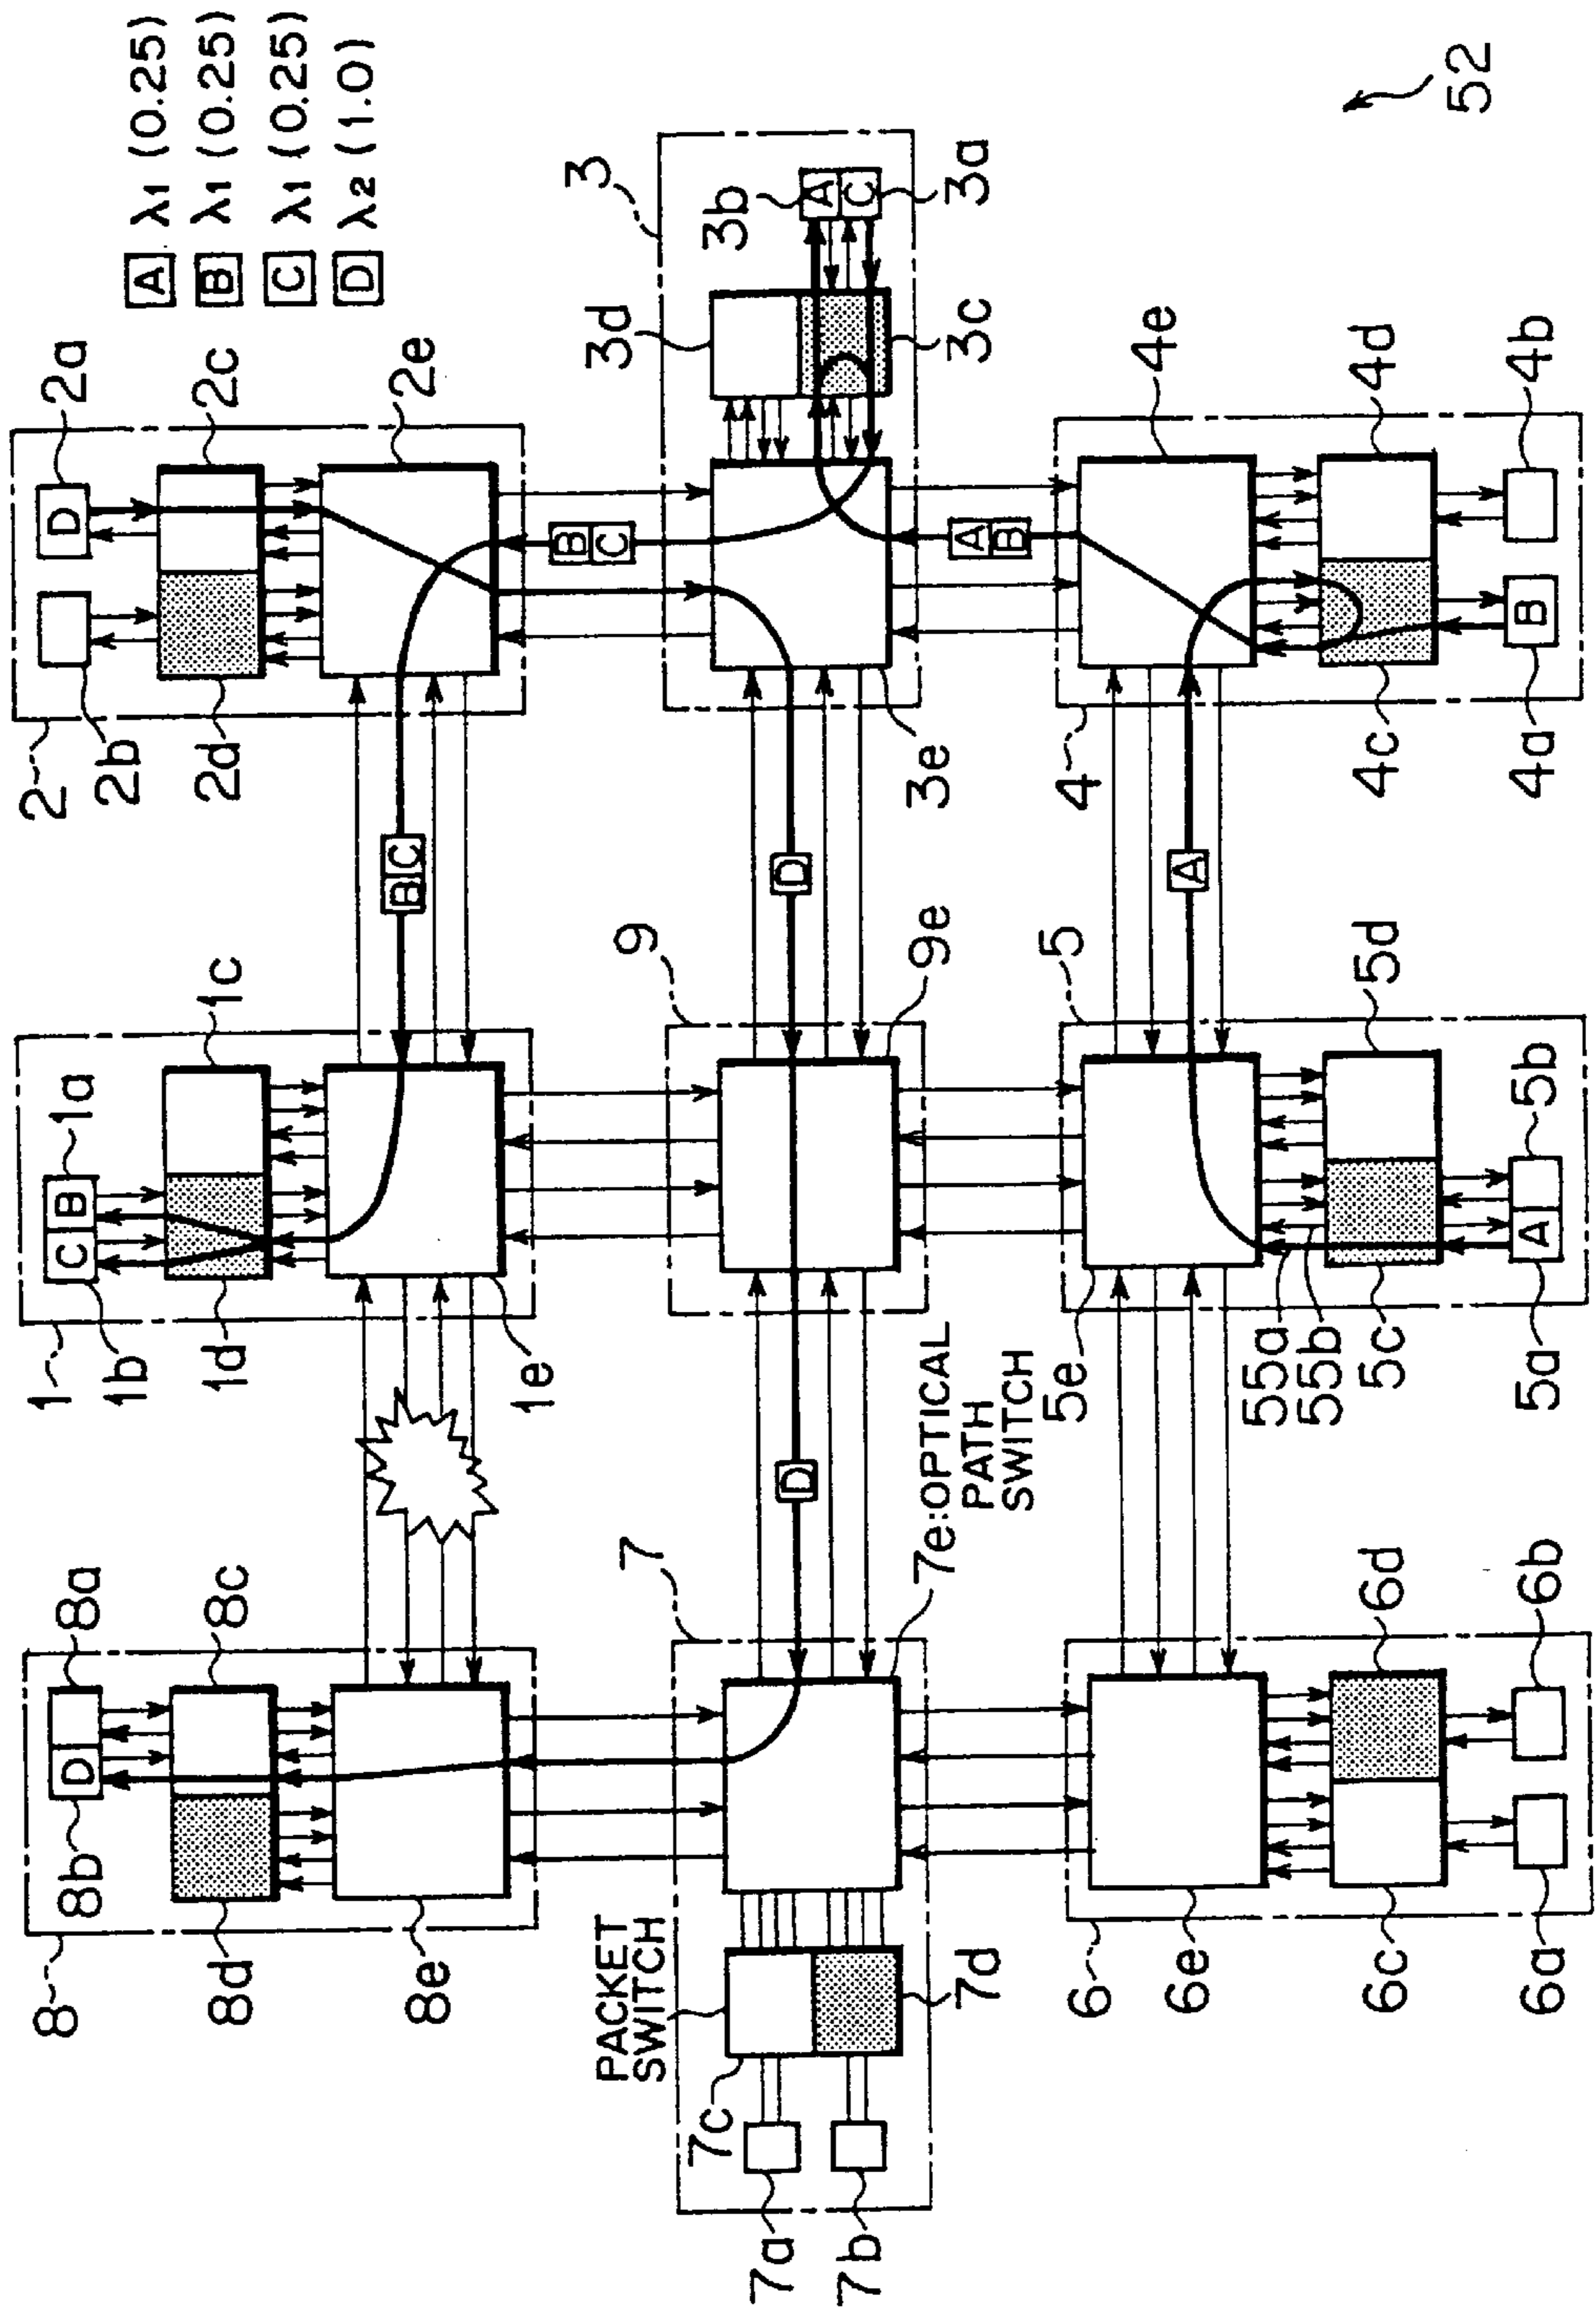 A λ1 (0.25)
B λ1 (0.25)
C λ1 (0.25)
D λ2 (1.0)
52
8
8a
8b
D
8c
8d
8e
1
1a
1b
C B
1c
1d
1e
B C
2
2a
2b
D
2c
2d
2e
B C
PACKET
SWITCH
7
7a
7b
7c
7d
7e:OPTICAL
PATH
SWITCH
D
9
9e
D
3
3a
3b
A
C
3c
3d
3e
A B
6
6a
6b
6c
6d
6e
5
5a
5b
A
5c
5d
5e
55a
55b
A
4
4a
4b
B
4c
4d
4e